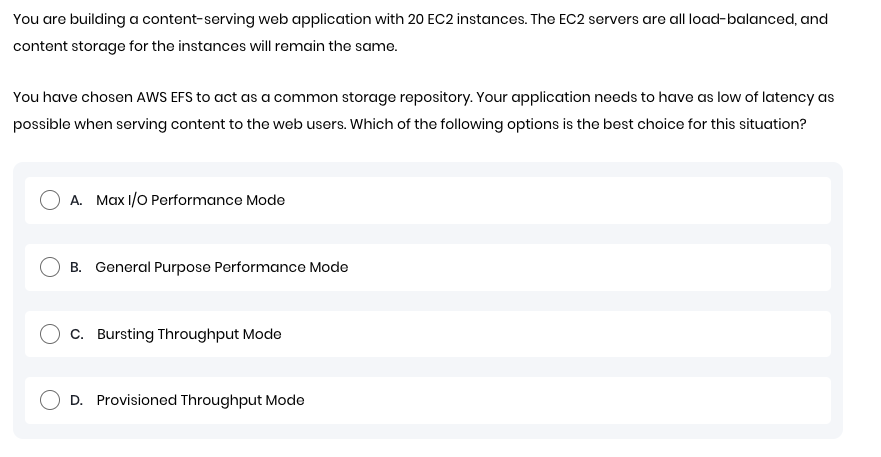 You are building a content-serving web application with 20 EC2 instances. The EC2 servers are all load-balanced, and
content storage for the instances will remain the same.
You have chosen AWS EFS to act as a common storage repository. Your application needs to have as low of latency as
possible when serving content to the web users. Which of the following options is the best choice for this situation?
A. Max I/O Performance Mode
B. General Purpose Performance Mode
C. Bursting Throughput Mode
D. Provisioned Throughput Mode